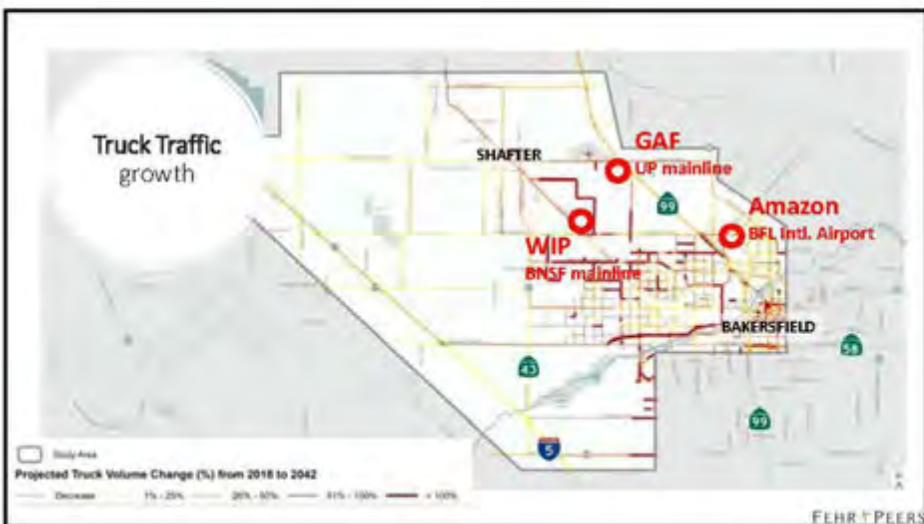 Truck Traffic
growth
SHAFTER
GAF
UP mainline
99
Amazon
BFL Intl. Airport
WIP
BNSF mainline
BAKERSFIELD
58
43
99
5
Study Area
Projected Truck Volume Change (%) from 2018 to 2042
Decrease 1% - 25% 26% - 50% 51% - 100% > 100%
FEHR PEERS